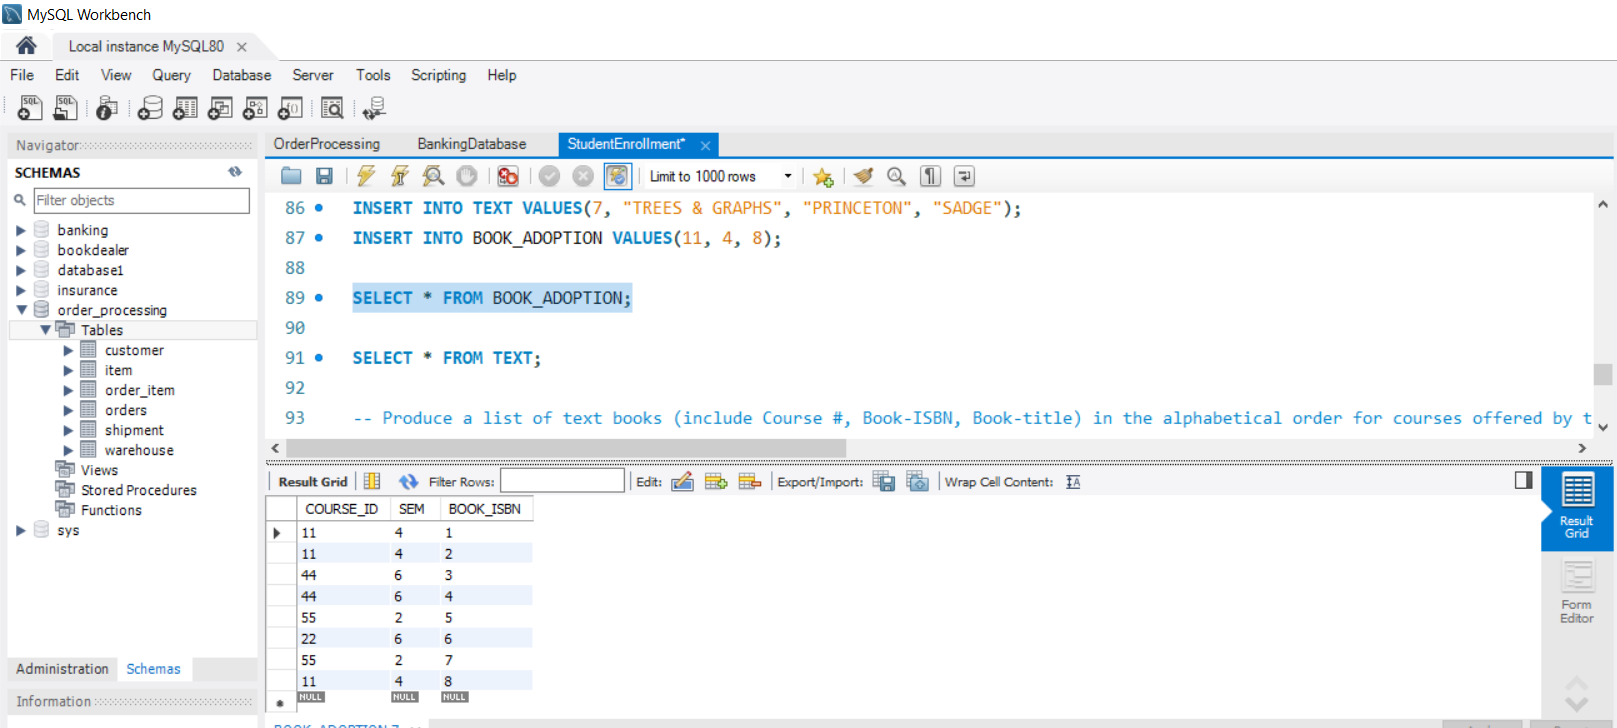 MySQL Workbench
Local instance MySQL80
File Edit View Query Database Server Tools Scripting Help
Navigator
SCHEMAS
Filter objects
banking
bookdealer
database1
insurance
order_processing
Tables
customer
item
order_item
orders
shipment
warehouse
Views
Stored Procedures
Functions
sys
Administration Schemas
Information
OrderProcessing BankingDatabase StudentEnrollment*
Limit to 1000 rows
86 INSERT INTO TEXT VALUES(7, "TREES & GRAPHS", "PRINCETON", "SADGE");
87 INSERT INTO BOOK_ADOPTION VALUES(11, 4, 8);
88
89 SELECT * FROM BOOK_ADOPTION;
90
91 SELECT * FROM TEXT;
92
93 -- Produce a list of text books (include Course #, Book-ISBN, Book-title) in the alphabetical order for courses offered by t
Result Grid Filter Rows: Edit: Export/Import: Wrap Cell Content:
COURSE_ID SEM BOOK_ISBN
11 4 1
11 4 2
44 6 3
44 6 4
55 2 5
22 6 6
55 2 7
11 4 8
NULL NULL NULL
Result
Grid
Form
Editor